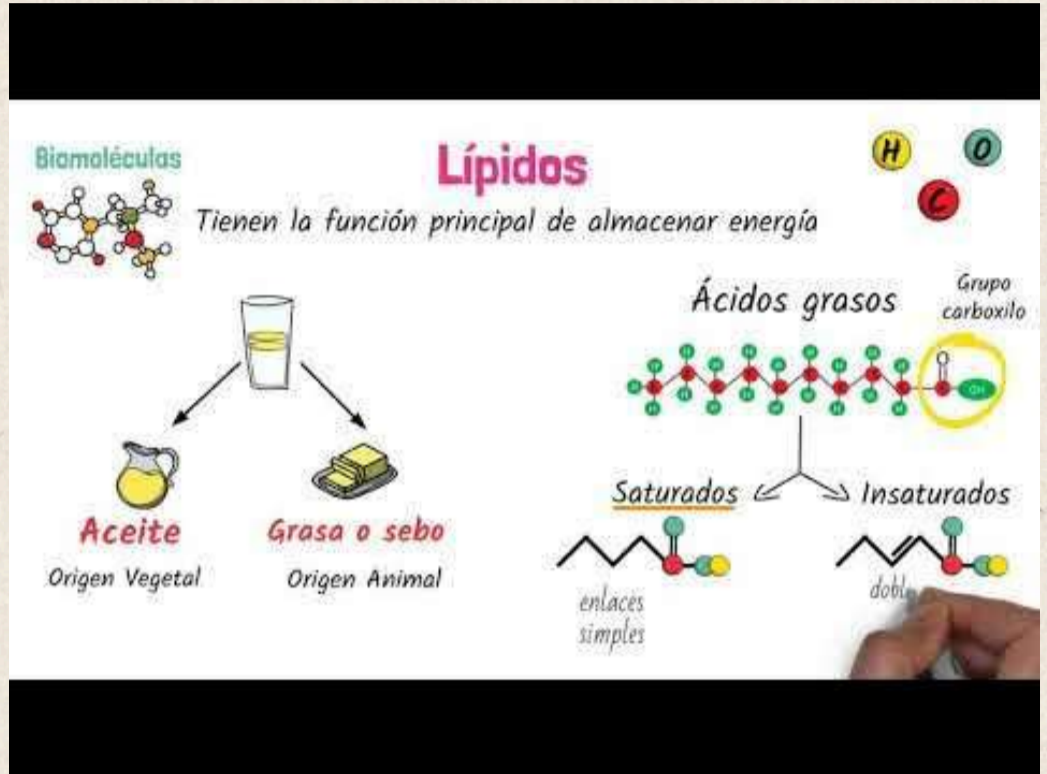 Biomoléculas
Lípidos
H O
C
Tienen la función principal de almacenar energía
Ácidos grasos
Grupo
carboxilo
OH
Aceite
Origen Vegetal
Grasa o sebo
Origen Animal
Saturados
enlaces
simples
Insaturados